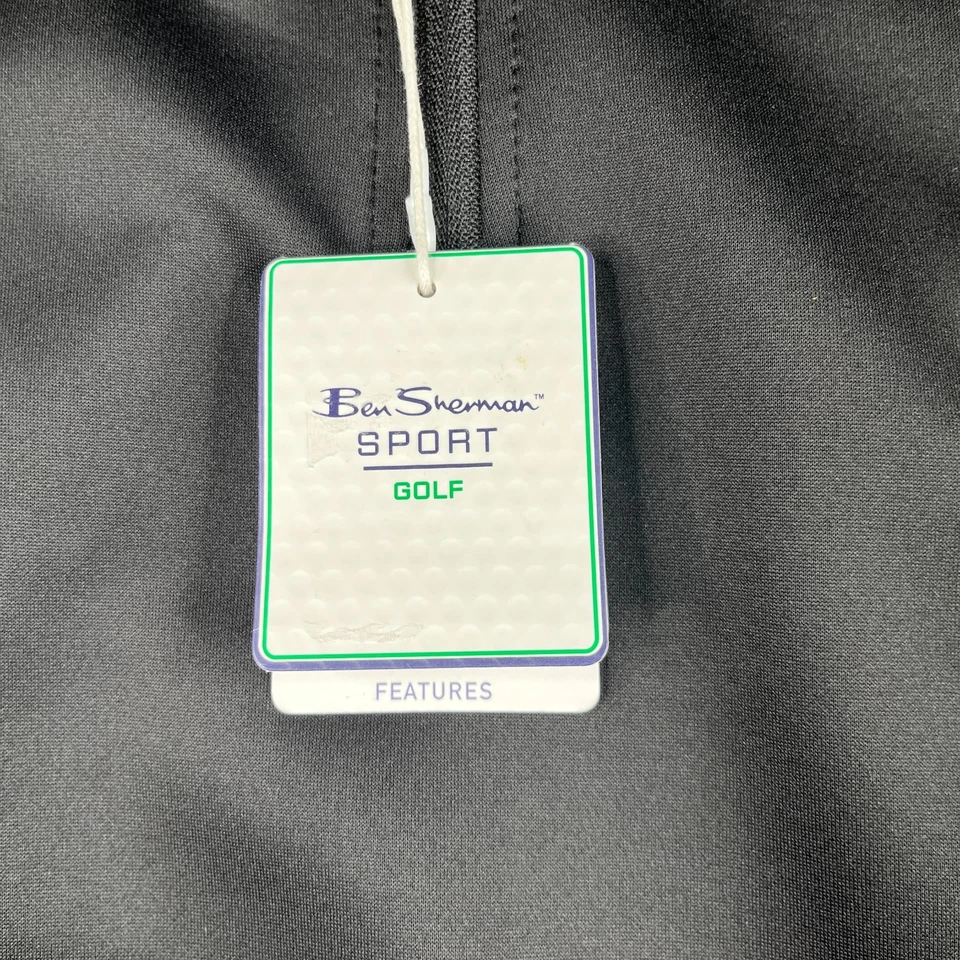 Ben Sherman™
SPORT
GOLF
FEATURES